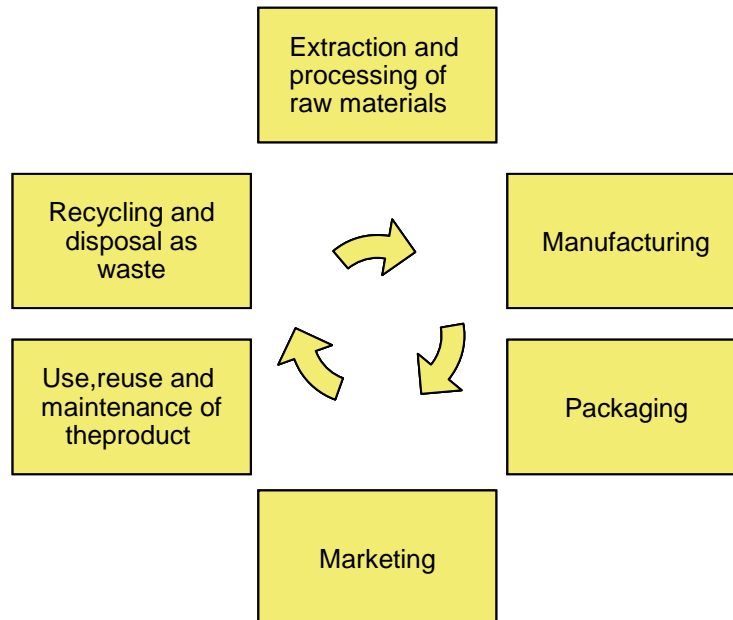 Extraction and
processing of
raw materials
Recycling and
disposal as
waste
Manufacturing
Use,reuse and
maintenance of
theproduct
Packaging
Marketing